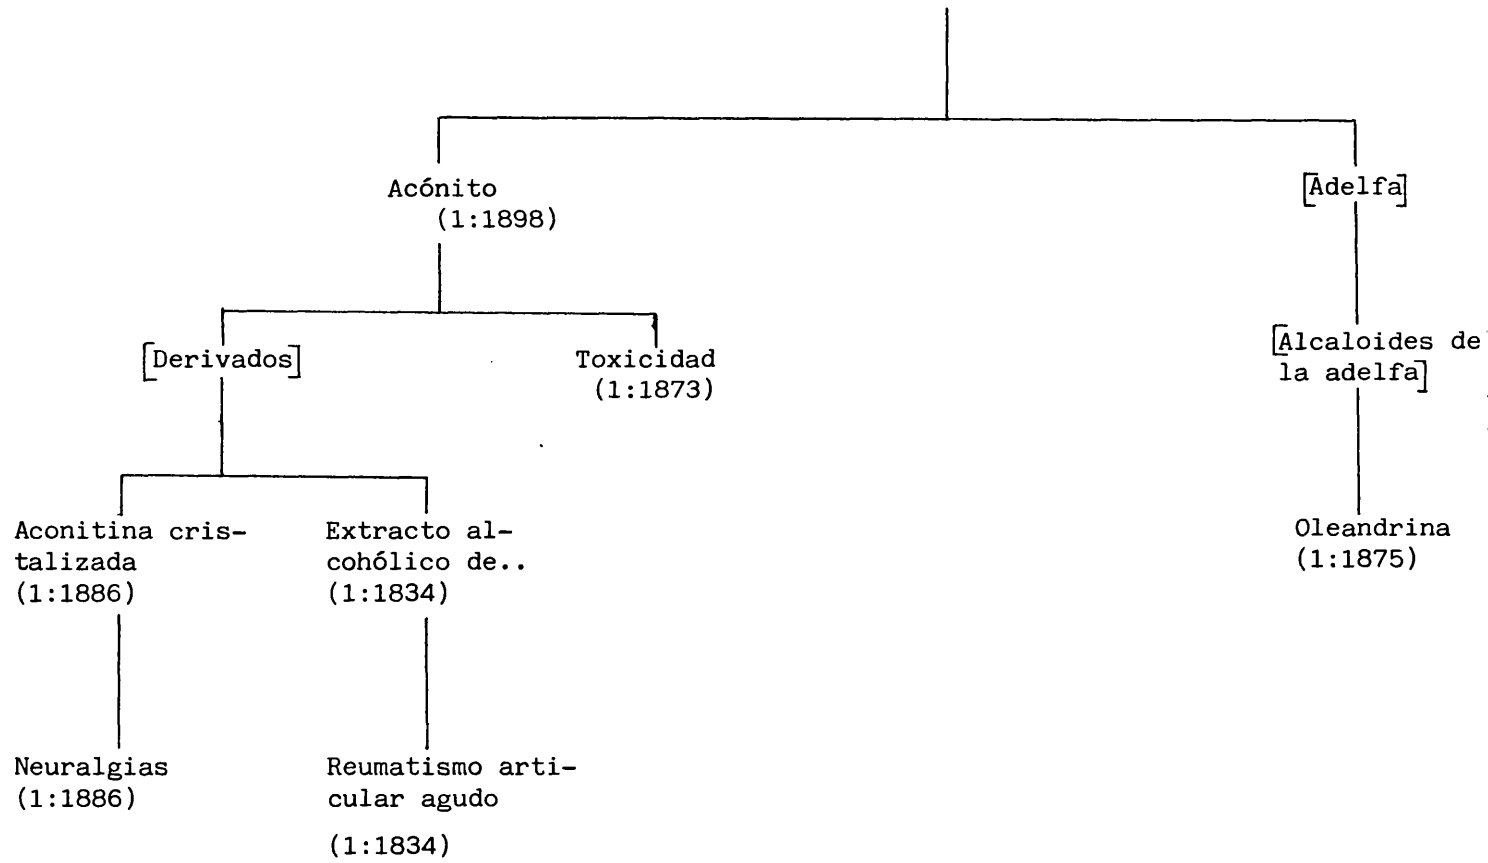 Acónito
(1:1898)
[Adelfa]
[Derivados]
Toxicidad
(1:1873)
[Alcaloides de
la adelfa]
Aconitina cris-
talizada
(1:1886)
Extracto al-
cohólico de..
(1:1834)
Oleandrina
(1:1875)
Neuralgias
(1:1886)
Reumatismo arti-
cular agudo
(1:1834)